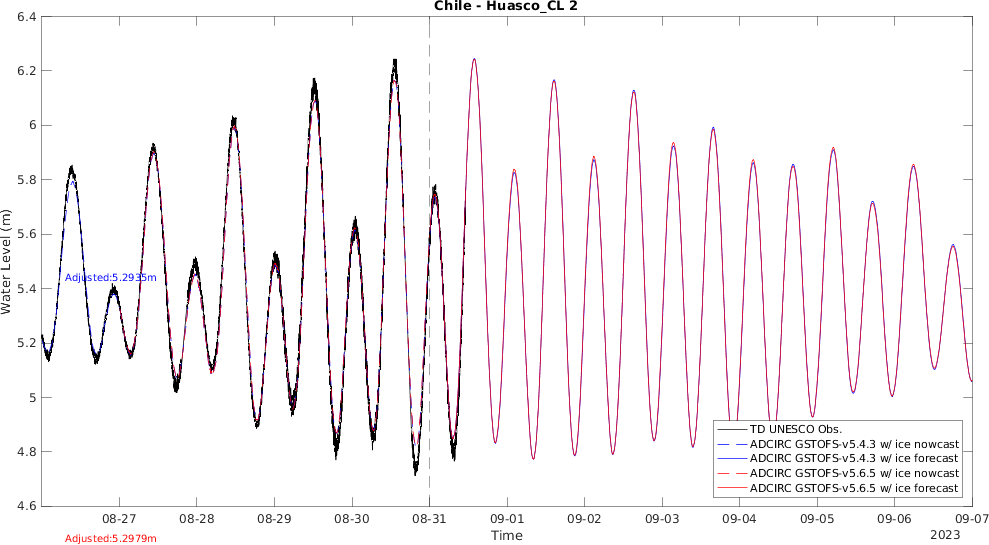 Chile - Huasco_CL 2
6.4
6.2
6
5.8
5.6
5.4
5.2
5
4.8
4.6
Water Level (m)
Adjusted:5.2935m
TD UNESCO Obs.
ADCIRC GSTOFS-v5.4.3 w/ ice nowcast
ADCIRC GSTOFS-v5.4.3 w/ ice forecast
ADCIRC GSTOFS-v5.6.5 w/ ice nowcast
ADCIRC GSTOFS-v5.6.5 w/ ice forecast
08-27 08-28 08-29 08-30 08-31 09-01 09-02 09-03 09-04 09-05 09-06 09-07
Time
2023
Adjusted:5.2979m